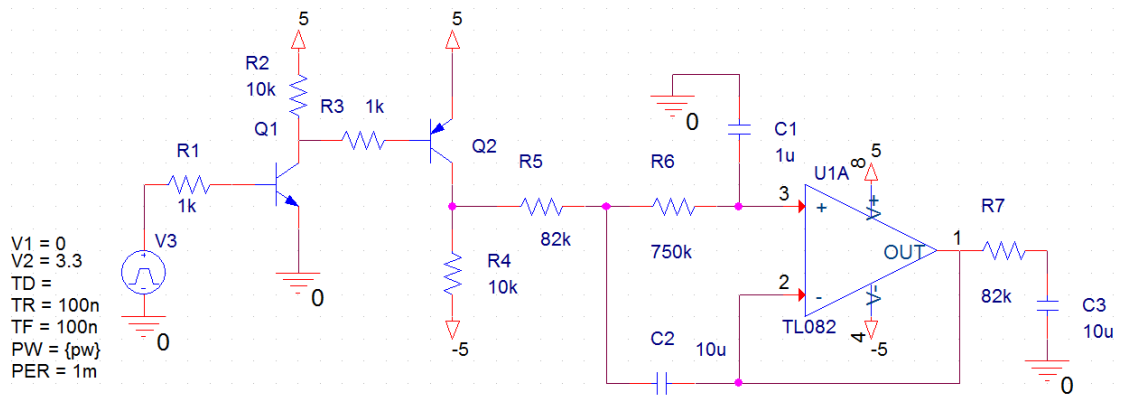 5
5
R2
10k
R3
1k
Q1
Q2
0
C1
1u
R1
1k
R5
82k
R6
750k
U1A
8
5
V+
3
+
R7
82k
OUT
1
2
-
V-
TL082
4
-5
V3
V1 = 0
V2 = 3.3
TD =
TR = 100n
TF = 100n
PW = {pw}
PER = 1m
0
0
R4
10k
-5
C2
10u
C3
10u
0